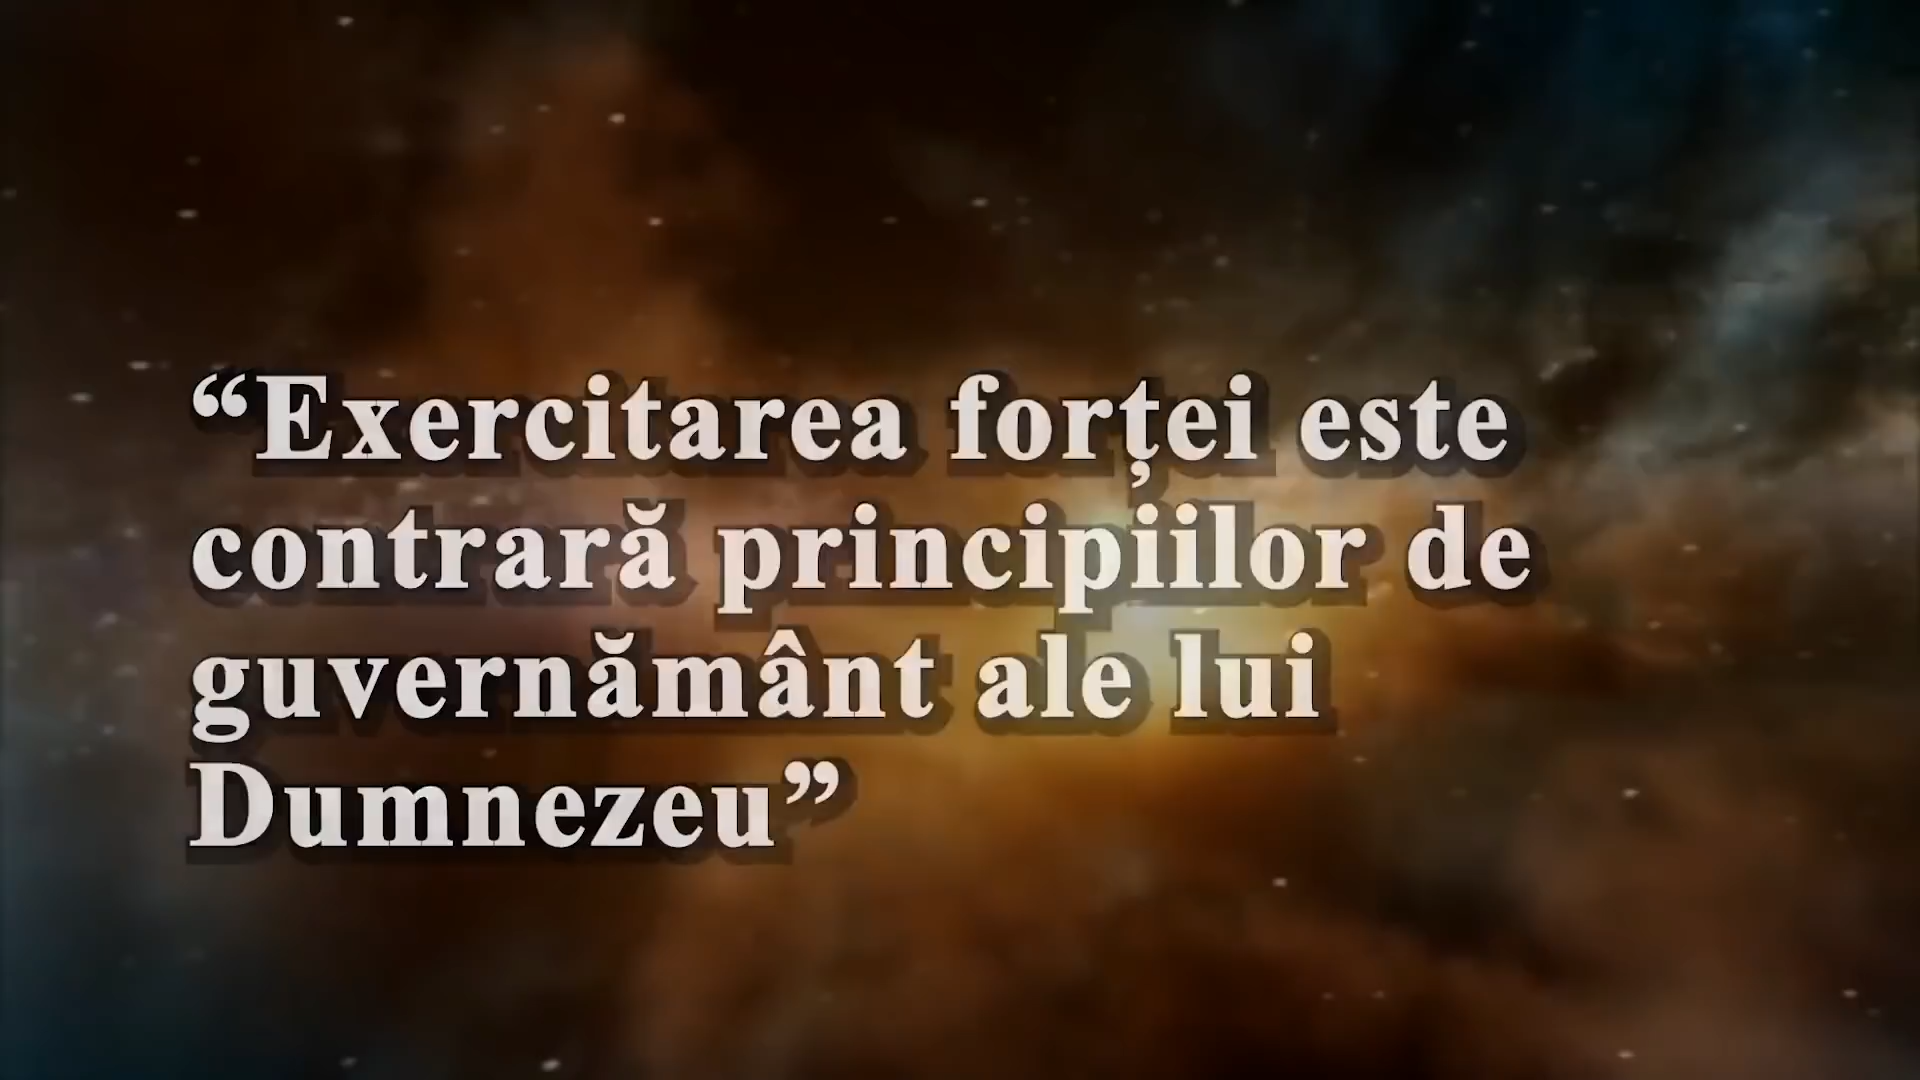 “Exercitarea forței este
contrară principiilor de
guvernământ ale lui
Dumnezeu”